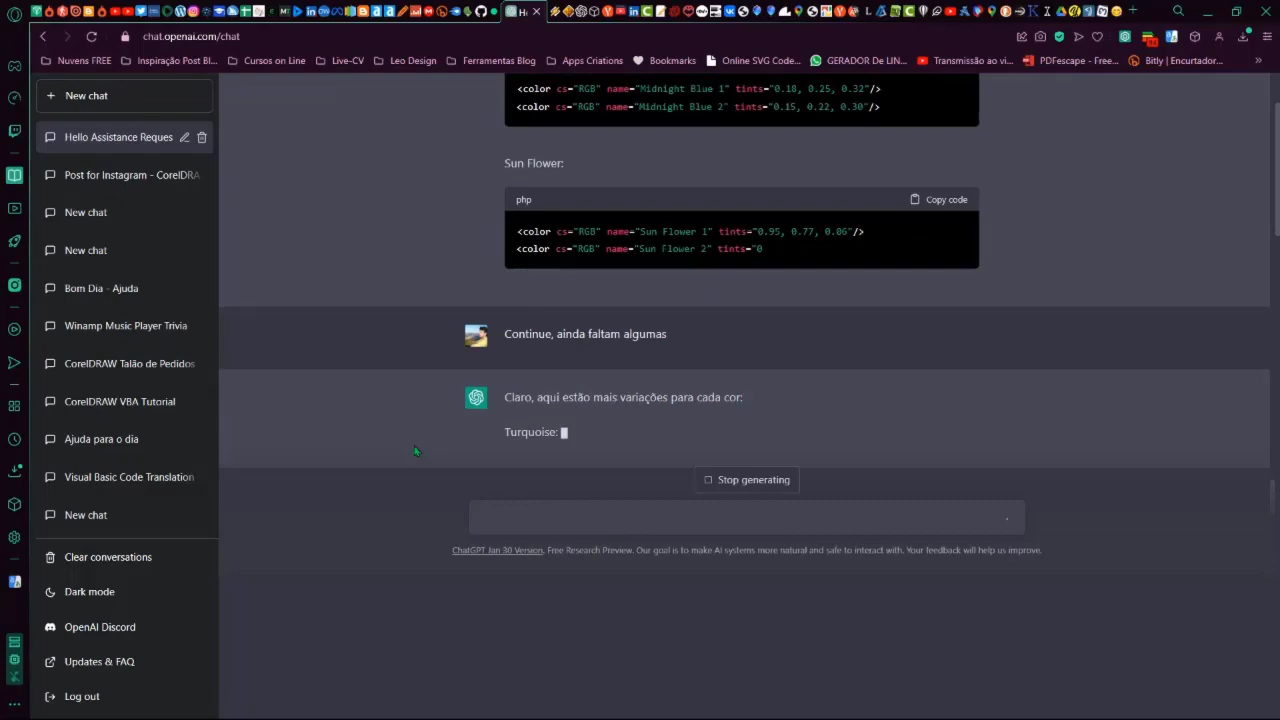 chat.openai.com/chat
Nuvens FREE
Inspiração Post Bl...
Cursos on Line
Live-CV
Leo Design
Ferramentas Blog
Apps Creations
Bookmarks
Online SVG Code...
GERADOR De LIN...
Transmissão ao vi...
PDFescape - Free...
Bitly | Encurtador...
New chat
Hello Assistance Reques
Post for Instagram - CorelDRA
New chat
New chat
Bom Dia - Ajuda
Winamp Music Player Trivia
CorelDRAW Talão de Pedidos
CorelDRAW VBA Tutorial
Ajuda para o dia
Visual Basic Code Translation
New chat
Clear conversations
Dark mode
OpenAI Discord
Updates & FAQ
Log out
<color cs="RGB" name="Midnight Blue 1" tints="0.18, 0.25, 0.32"/>
<color cs="RGB" name="Midnight Blue 2" tints="0.15, 0.22, 0.30"/>
Sun Flower:
php
Copy code
<color cs="RGB" name="Sun Flower 1" tints="0.95, 0.77, 0.06"/>
<color cs="RGB" name="Sun Flower 2" tints="0
Continue, ainda faltam algumas
Claro, aqui estão mais variações para cada cor:
Turquoise:
Stop generating
ChatGPT Jan 30 Version. Free Research Preview. Our goal is to make AI systems more natural and safe to interact with. Your feedback will help us improve.